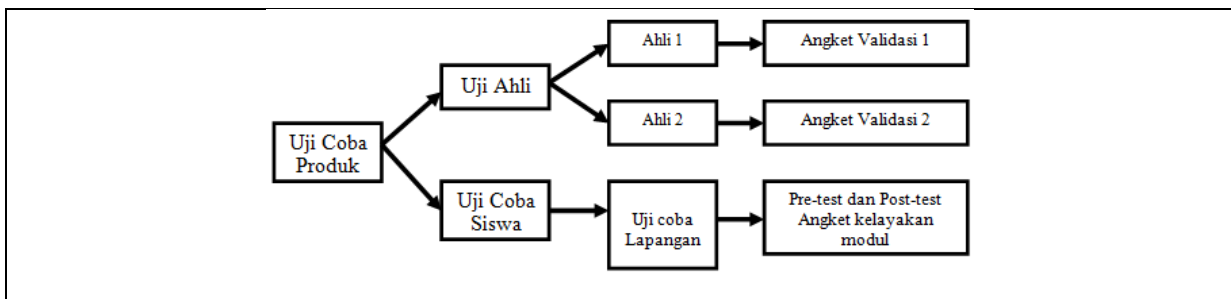 Uji Coba
Produk
Uji Ahli
Ahli 1
Angket Validasi 1
Ahli 2
Angket Validasi 2
Uji Coba
Siswa
Uji coba
Lapangan
Pre-test dan Post-test
Angket kelayakan
modul